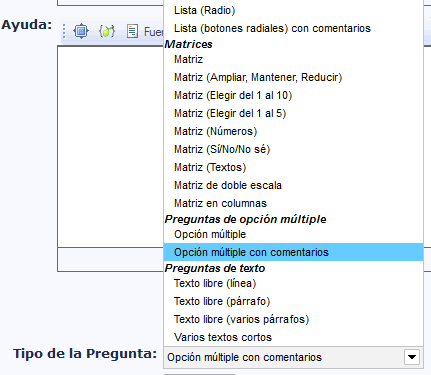 Lista (Radio)
Ayuda:
Lista (botones radiales) con comentarios
Matrices
Matriz
Matriz (Ampliar, Mantener, Reducir)
Matriz (Elegir del 1 al 10)
Matriz (Elegir del 1 al 5)
Matriz (Números)
Matriz (Sí/No/No sé)
Matriz (Textos)
Matriz de doble escala
Matriz en columnas
Preguntas de opción múltiple
Opción múltiple
Opción múltiple con comentarios
Preguntas de texto
Texto libre (línea)
Texto libre (párrafo)
Texto libre (varios párrafos)
Varios textos cortos
Tipo de la Pregunta: Opción múltiple con comentarios